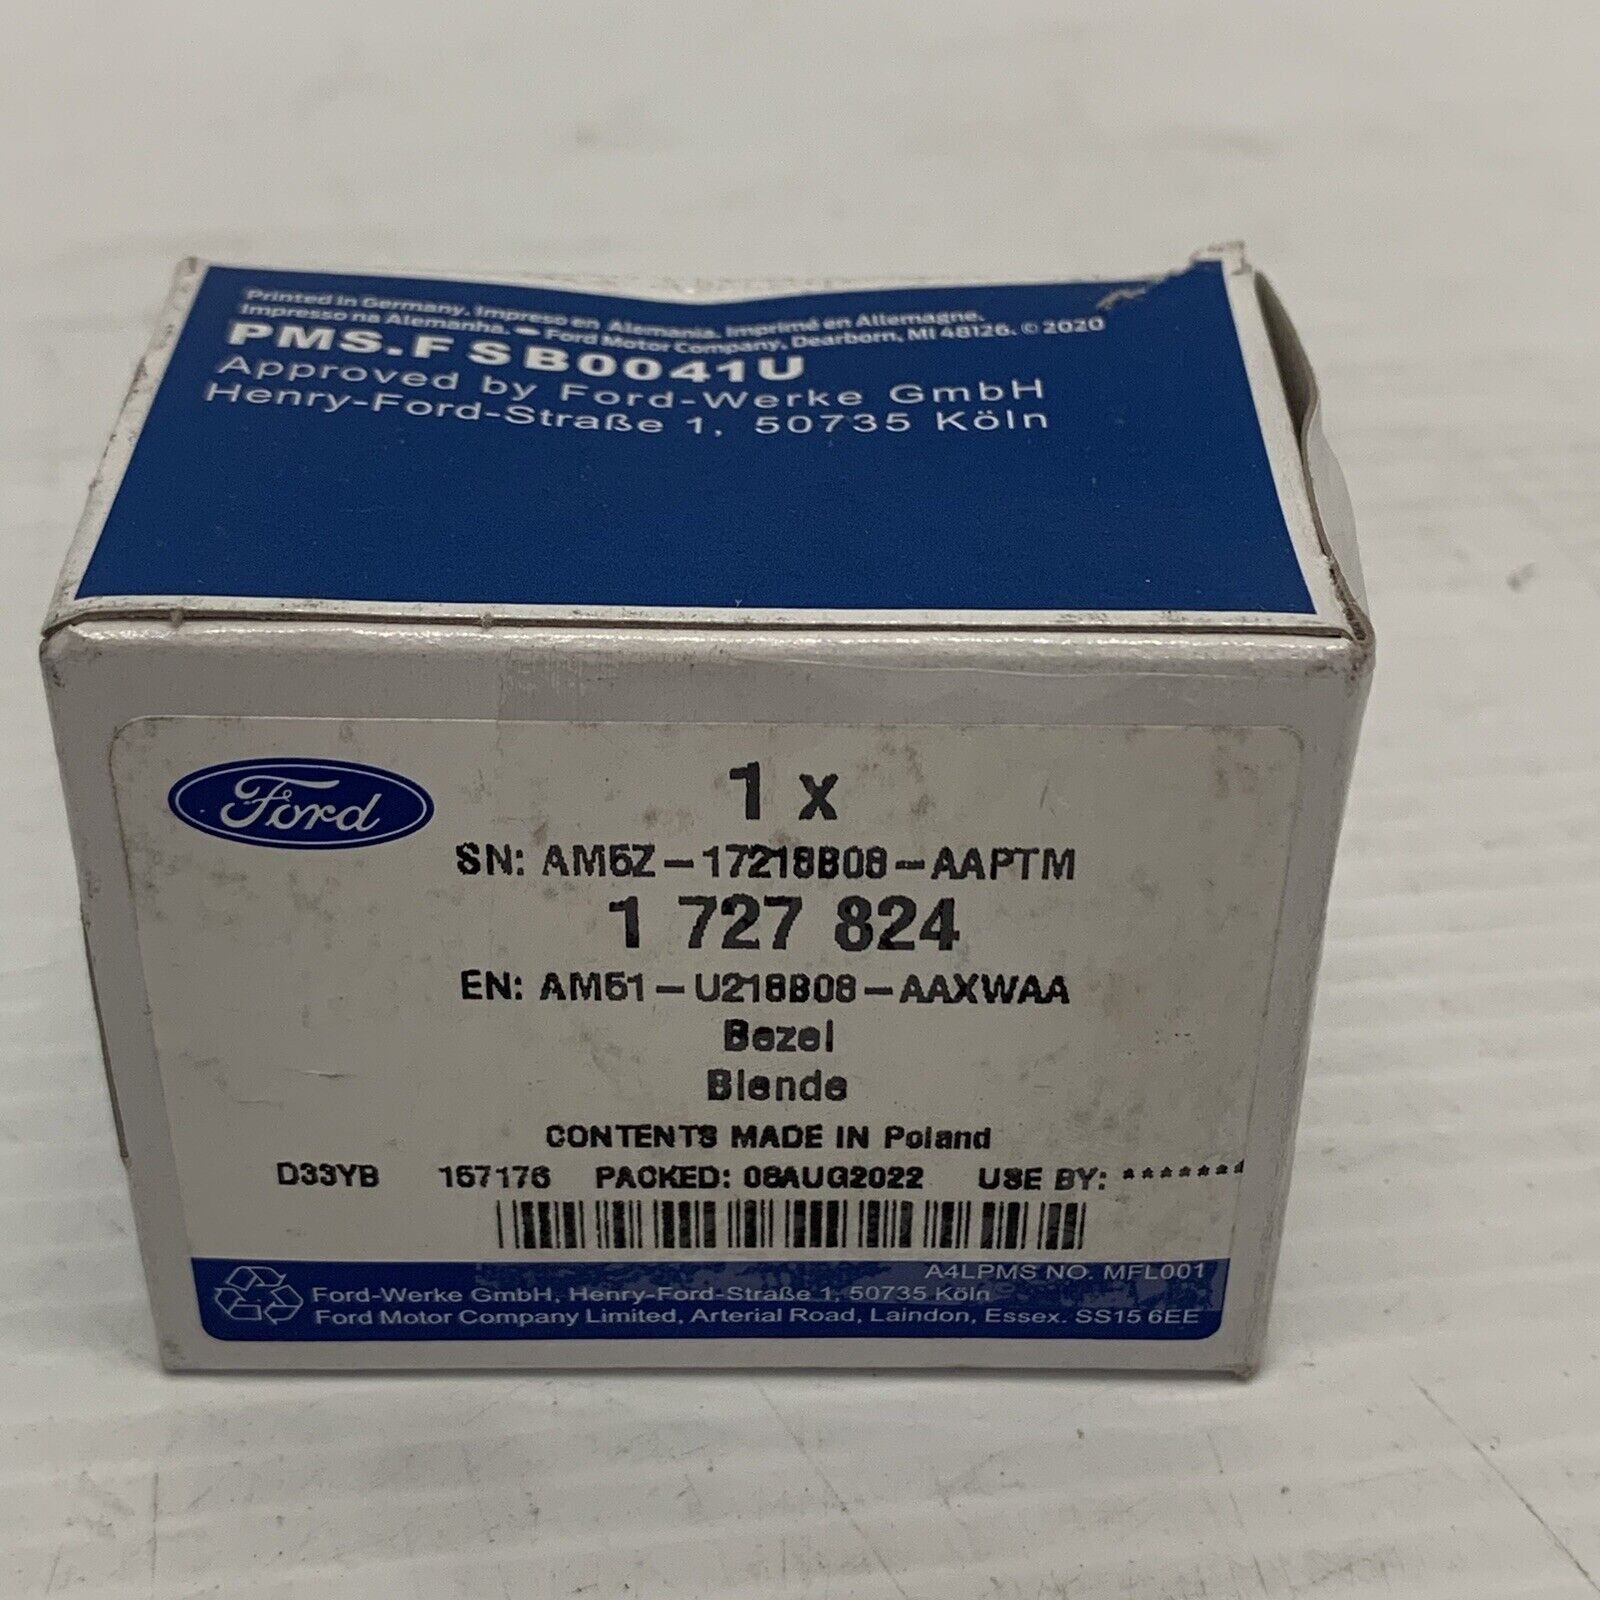 Printed in Germany. Impreso en Alemania. Imprimé en Allemagne.
Impresso na Alemanha. Ford Motor Company. Dearborn, MI 48126. © 2020
PMS.FSB0041U
Approved by Ford-Werke GmbH
Henry-Ford-Straße 1, 50735 Köln
Ford
1 x
SN: AM5Z-17218B08-AAPTM
1 727 824
EN: AM51-U218B08-AAXWAA
Bezel
Blende
CONTENTS MADE IN Poland
D33YB 157176 PACKED: 08AUG2022 USE BY: *******
A4LPMS NO. MFL001
Ford-Werke GmbH, Henry-Ford-Straße 1, 50735 Köln
Ford Motor Company Limited, Arterial Road, Laindon, Essex. SS15 6EE